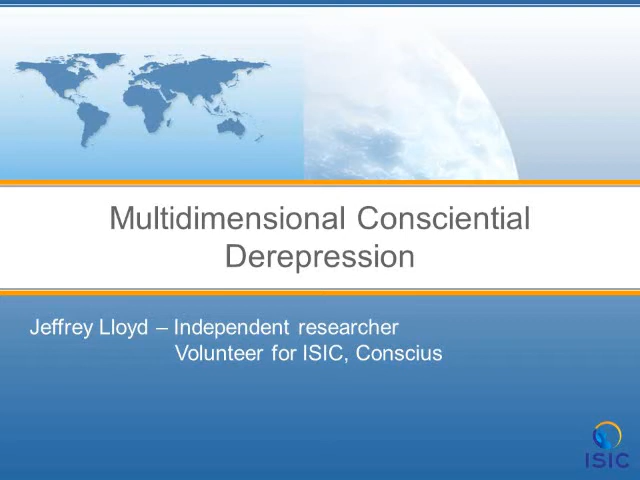 Multidimensional Consciential
Derepression
Jeffrey Lloyd – Independent researcher
Volunteer for ISIC, Conscius
ISIC